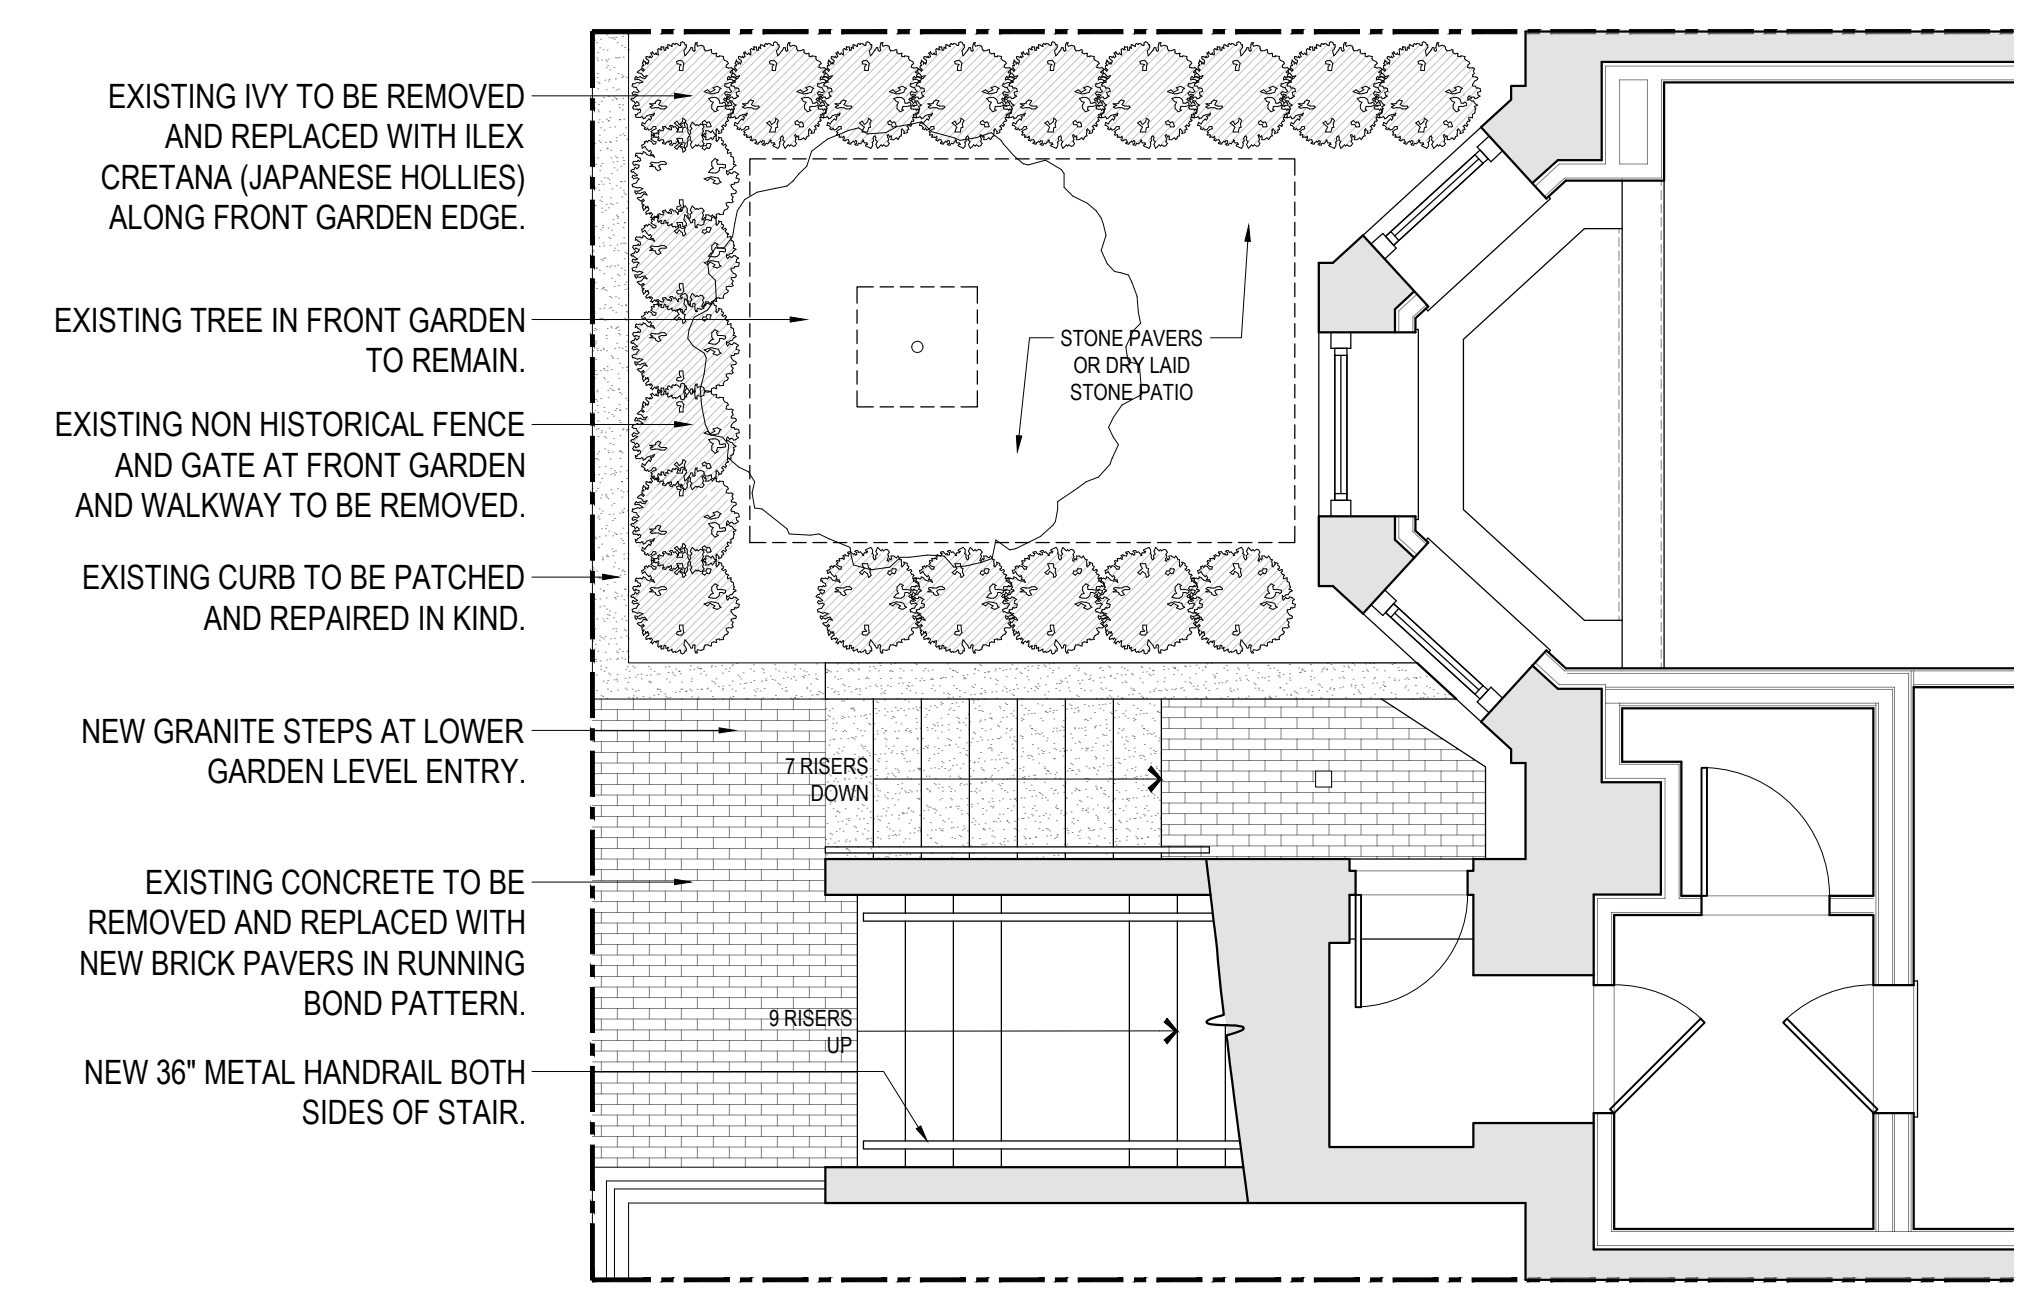 EXISTING IVY TO BE REMOVED
AND REPLACED WITH ILEX
CRETANA (JAPANESE HOLLIES)
ALONG FRONT GARDEN EDGE.
EXISTING TREE IN FRONT GARDEN
TO REMAIN.
STONE PAVERS
OR DRY LAID
STONE PATIO
EXISTING NON HISTORICAL FENCE
AND GATE AT FRONT GARDEN
AND WALKWAY TO BE REMOVED.
EXISTING CURB TO BE PATCHED
AND REPAIRED IN KIND.
NEW GRANITE STEPS AT LOWER
GARDEN LEVEL ENTRY.
7 RISERS
DOWN
EXISTING CONCRETE TO BE
REMOVED AND REPLACED WITH
NEW BRICK PAVERS IN RUNNING
BOND PATTERN.
9 RISERS
UP
NEW 36" METAL HANDRAIL BOTH
SIDES OF STAIR.